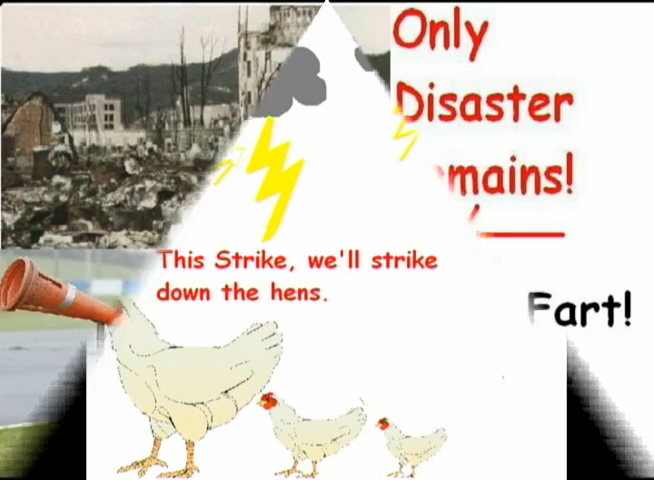 Only
Disaster
mains!
This Strike, we'll strike
down the hens.
Fart!